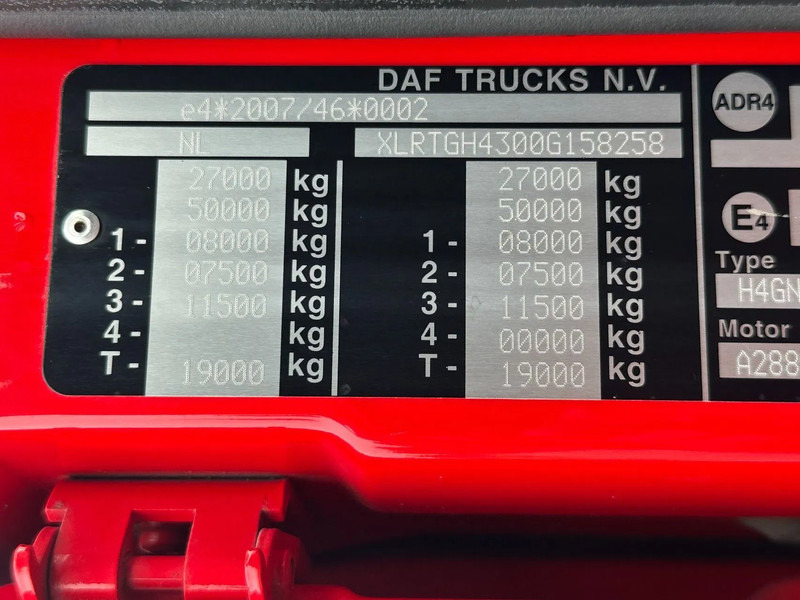 DAF TRUCKS N.V.
e4*2007/46*0002
NL XLRTGH4300G158258
27000 kg 27000 kg
50000 kg 50000 kg
1- 08000 kg 1- 08000 kg
2- 07500 kg 2- 07500 kg
3- 11500 kg 3- 11500 kg
4- kg 4- 00000 kg
T- 19000 kg T- 19000 kg
ADR4
E4
Type
H4GN
Motor
A288